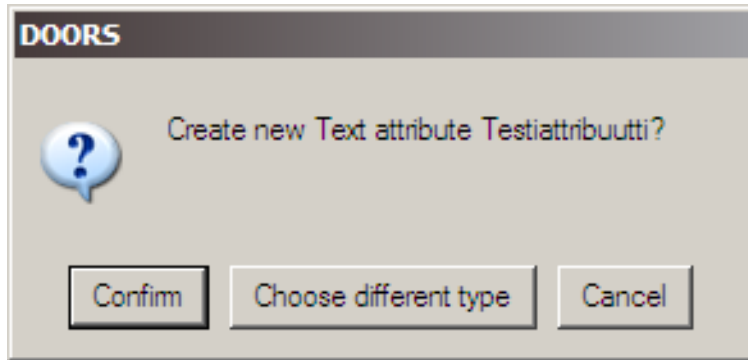 DOORS
Create new Text attribute Testiattribuutti?
Confirm Choose different type Cancel